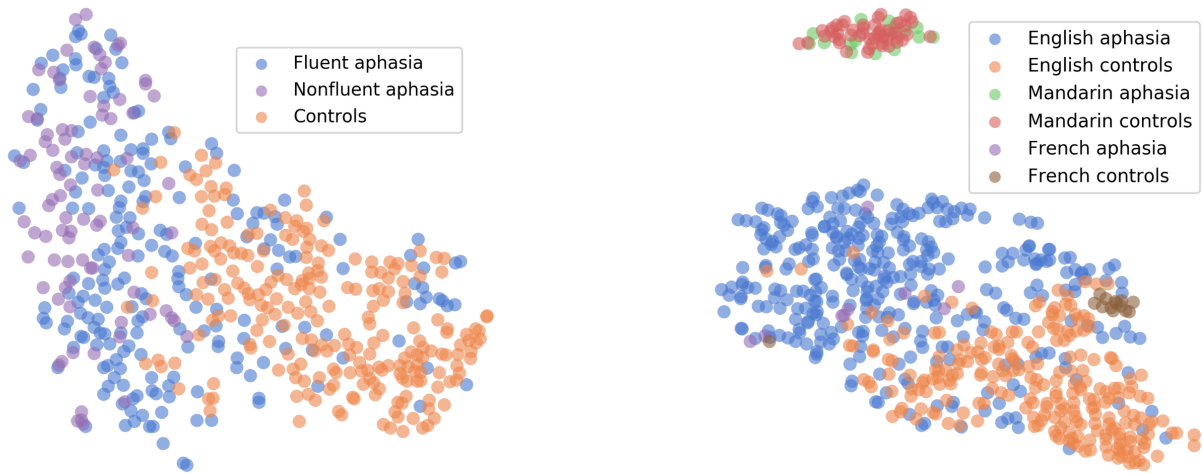 Fluent aphasia
Nonfluent aphasia
Controls
English aphasia
English controls
Mandarin aphasia
Mandarin controls
French aphasia
French controls